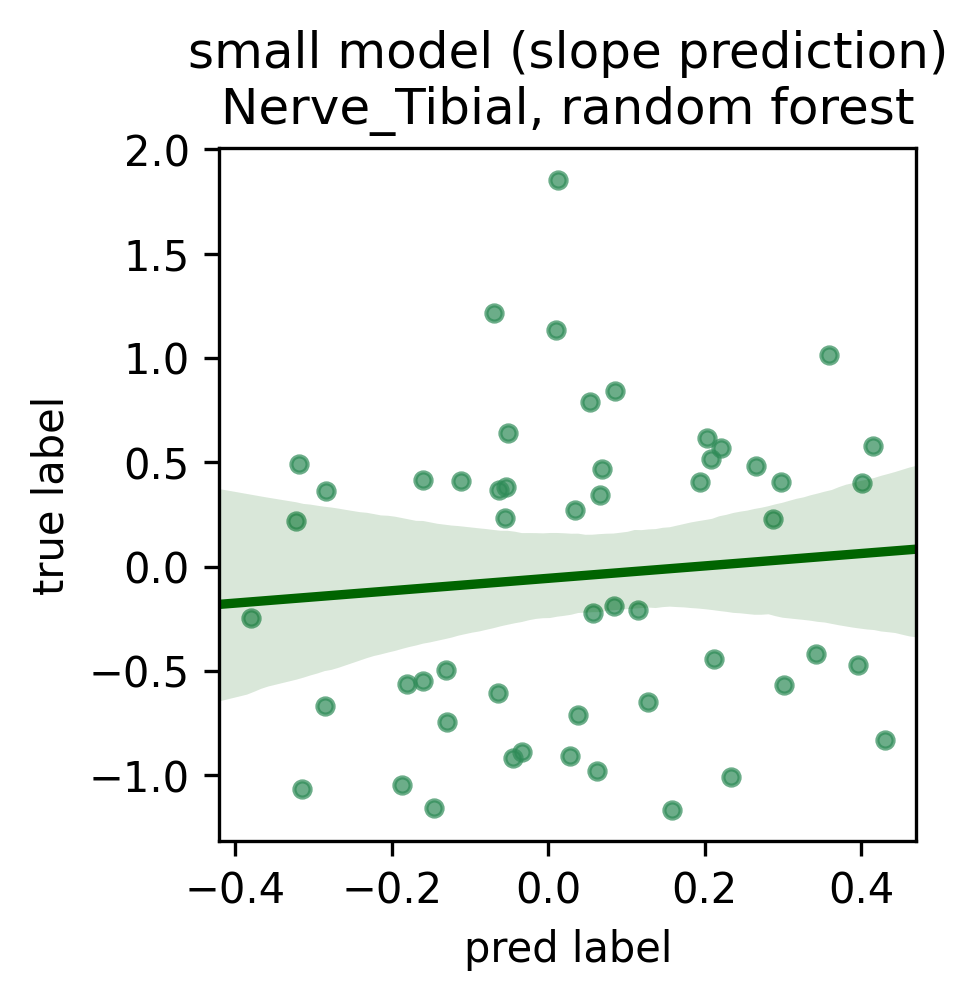 small model (slope prediction)
Nerve_Tibial, random forest
2.0
1.5
1.0
0.5
0.0
−0.5
−1.0
true label
−0.4 −0.2 0.0 0.2 0.4
pred label